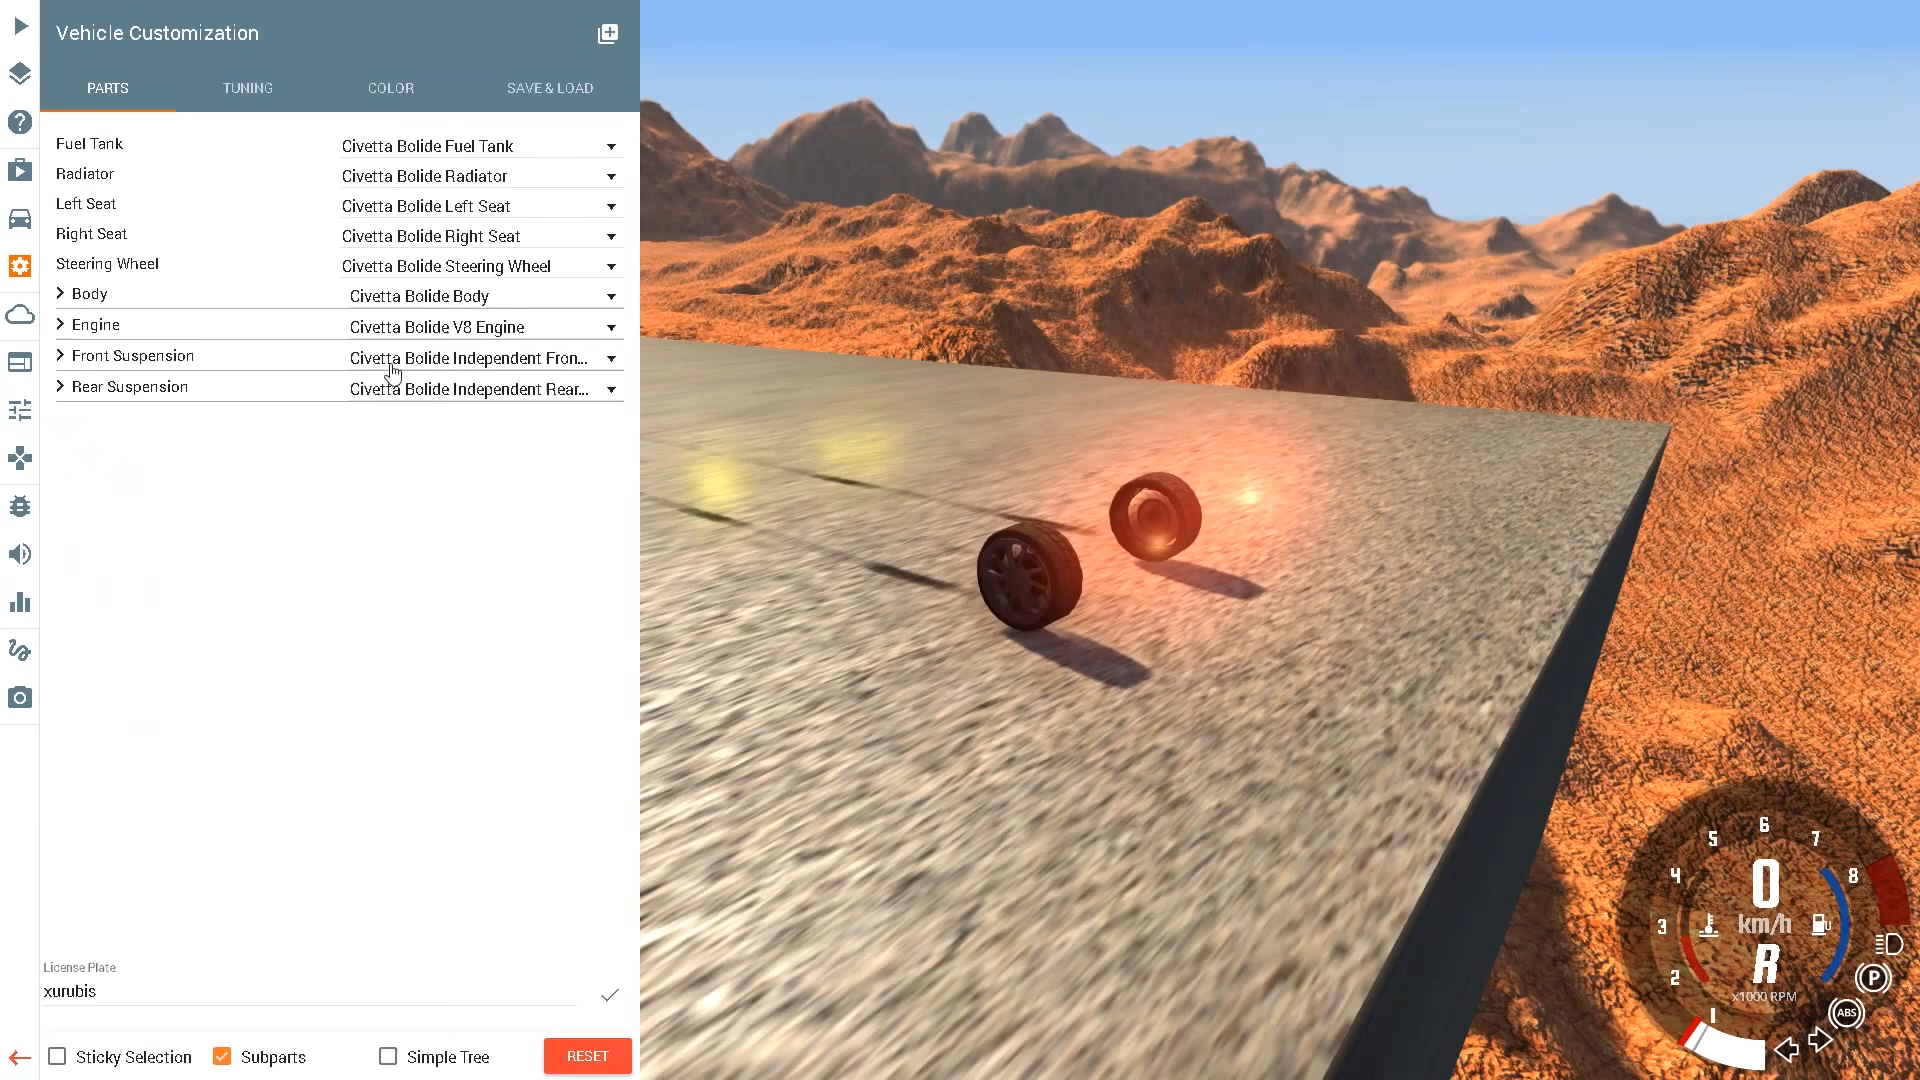 Vehicle Customization
PARTS TUNING COLOR SAVE & LOAD
Fuel Tank Civetta Bolide Fuel Tank
Radiator Civetta Bolide Radiator
Left Seat Civetta Bolide Left Seat
Right Seat Civetta Bolide Right Seat
Steering Wheel Civetta Bolide Steering Wheel
Body Civetta Bolide Body
Engine Civetta Bolide V8 Engine
Front Suspension Civetta Bolide Independent Fron...
Rear Suspension Civetta Bolide Independent Rear...
License Plate
xurubis
Sticky Selection Subparts Simple Tree RESET
1 2 3 4 5 6 7 8
0
km/h
R
x1000 RPM
P
ABS